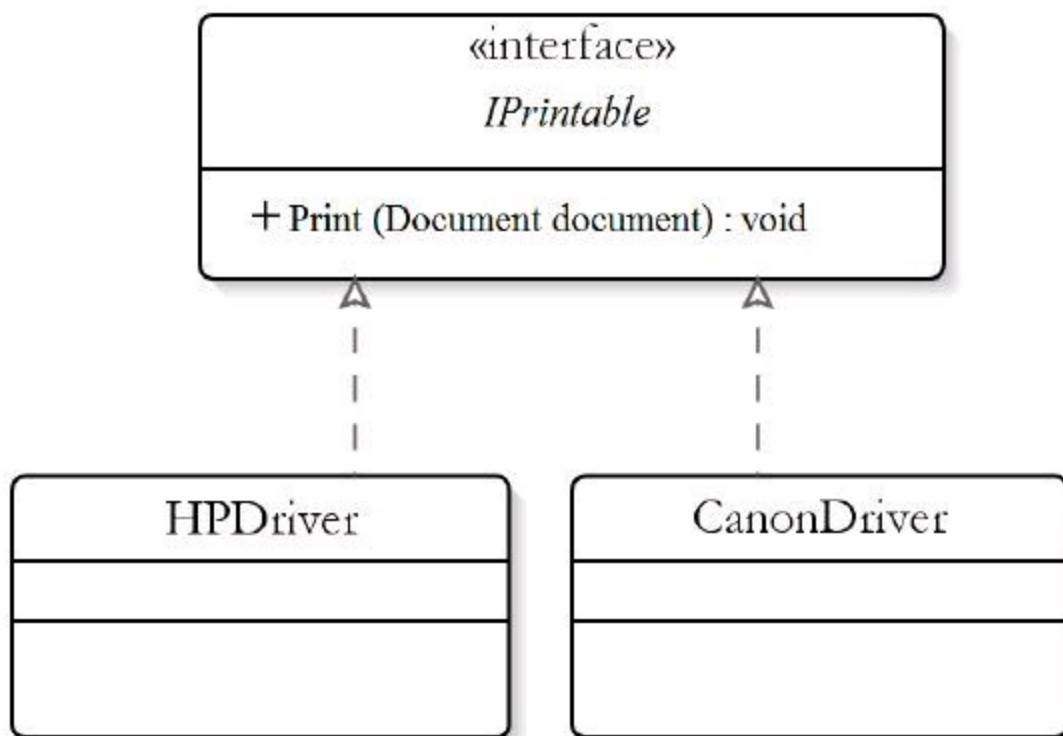 «interface»
IPrintable
+ Print (Document document) : void
HPDriver
CanonDriver